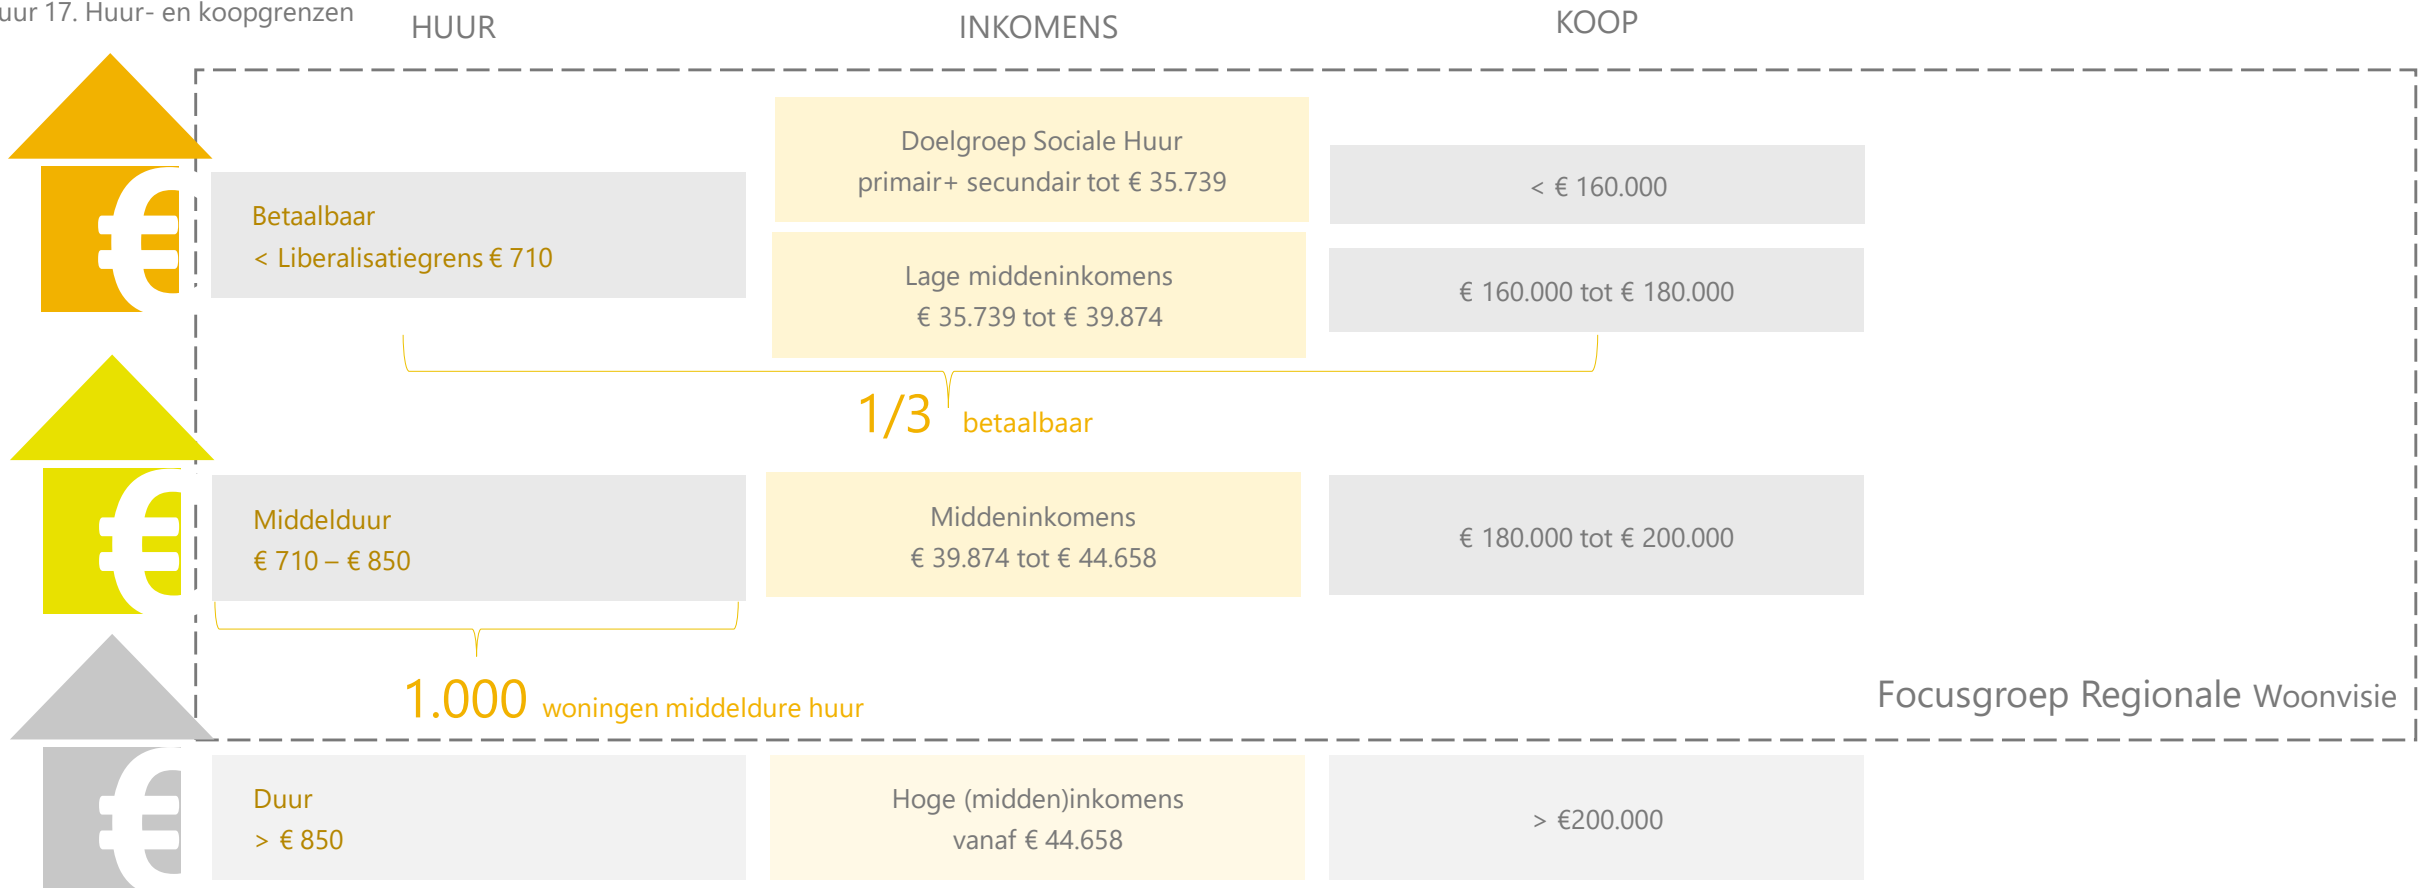 uur 17. Huur- en koopgrenzen
HUUR
INKOMENS
KOOP
Betaalbaar
< Liberalisatiegrens € 710
Doelgroep Sociale Huur
primair+ secundair tot € 35.739
< € 160.000
Lage middeninkomens
€ 35.739 tot € 39.874
€ 160.000 tot € 180.000
1/3 betaalbaar
Middelduur
€ 710 – € 850
Middeninkomens
€ 39.874 tot € 44.658
€ 180.000 tot € 200.000
1.000 woningen middeldure huur
Focusgroep Regionale Woonvisie
Duur
> € 850
Hoge (midden)inkomens
vanaf € 44.658
> €200.000
€
€
€